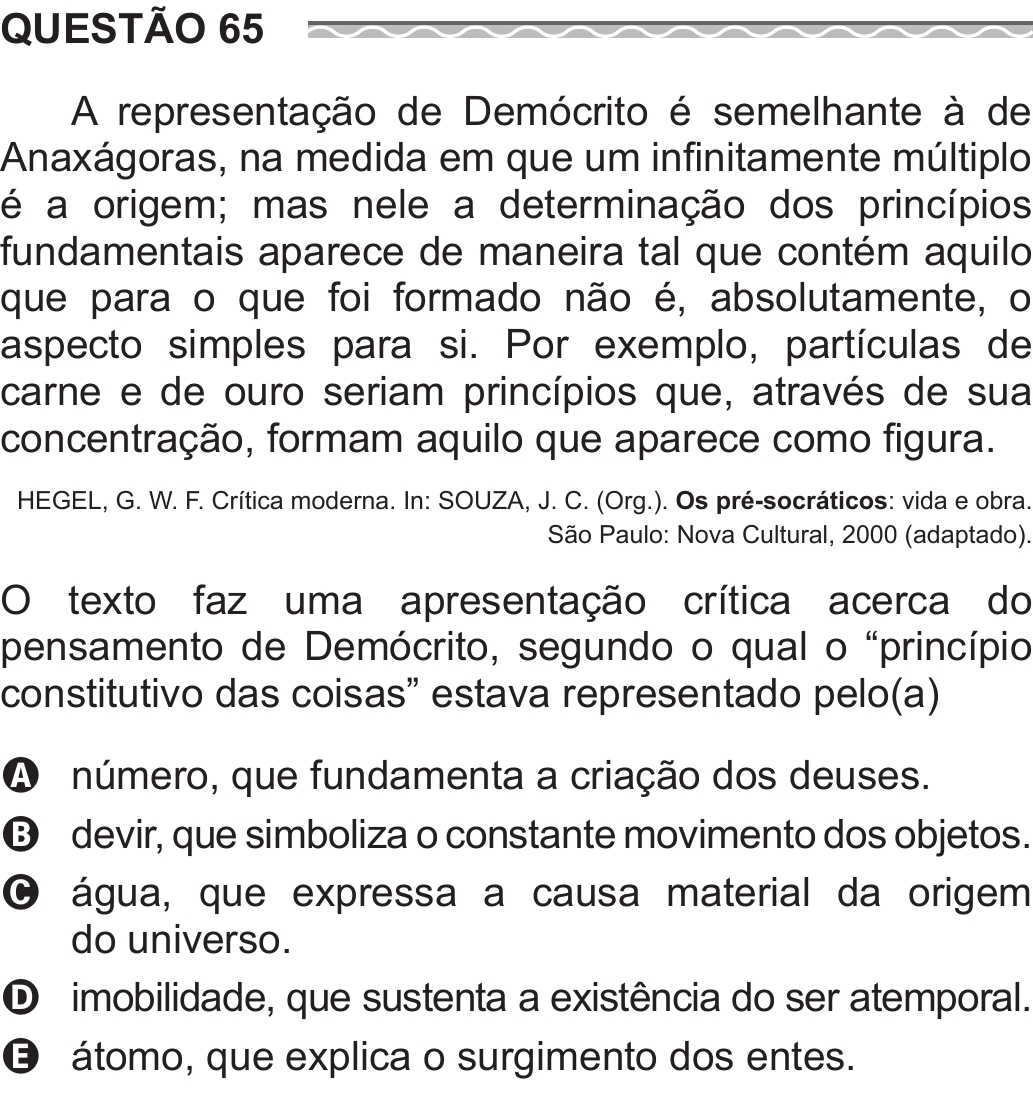 QUESTÃO 65
A representação de Demócrito é semelhante à de
Anaxágoras, na medida em que um infinitamente múltiplo
é a origem; mas nele a determinação dos princípios
fundamentais aparece de maneira tal que contém aquilo
que para o que foi formado não é, absolutamente, o
aspecto simples para si. Por exemplo, partículas de
carne e de ouro seriam princípios que, através de sua
concentração, formam aquilo que aparece como figura.
HEGEL, G. W. F. Crítica moderna. In: SOUZA, J. C. (Org.). Os pré-socráticos: vida e obra.
São Paulo: Nova Cultural, 2000 (adaptado).
O texto faz uma apresentação crítica acerca do
pensamento de Demócrito, segundo o qual o “princípio
constitutivo das coisas” estava representado pelo(a)
A número, que fundamenta a criação dos deuses.
B devir, que simboliza o constante movimento dos objetos.
C água, que expressa a causa material da origem
do universo.
D imobilidade, que sustenta a existência do ser atemporal.
E átomo, que explica o surgimento dos entes.